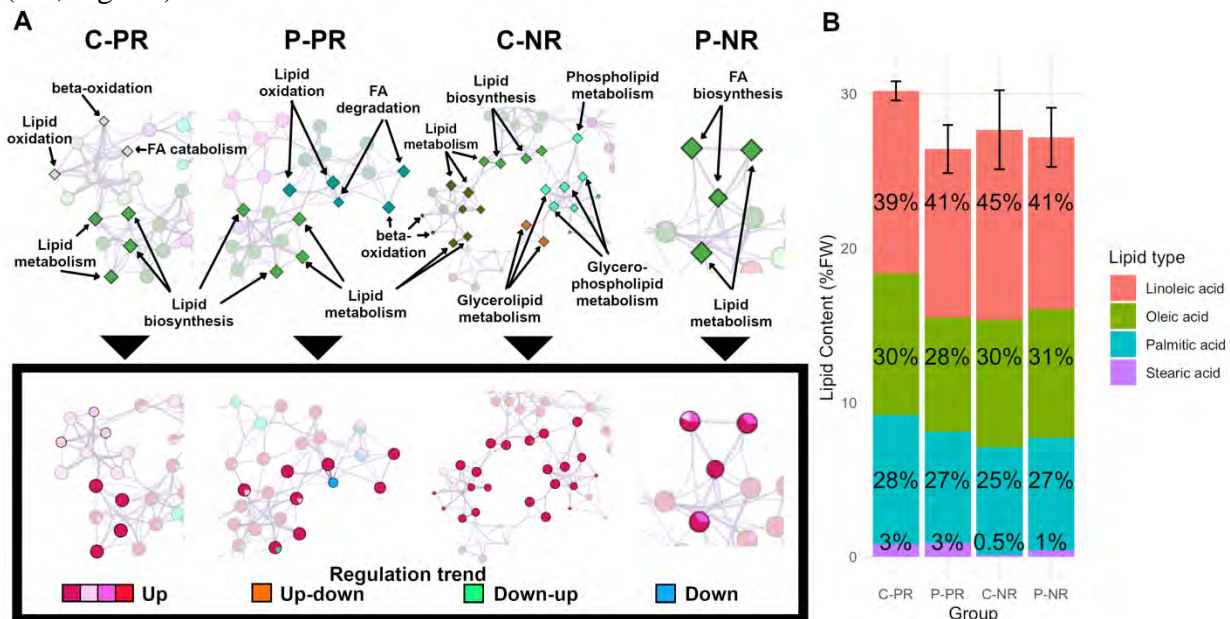 A
C-PR
P-PR
C-NR
P-NR
beta-oxidation
Lipid
oxidation
FA catabolism
Lipid
metabolism
Lipid
biosynthesis
Lipid
oxidation
FA
degradation
Lipid
metabolism
beta-
oxidation
Lipid
biosynthesis
Lipid
metabolism
Phospholipid
metabolism
Glycerolipid
metabolism
Glycero-
phospholipid
metabolism
FA
biosynthesis
Lipid
metabolism
Regulation trend
Up
Up-down
Down-up
Down
B
Lipid Content (%FW)
30
20
10
0
39%
41%
45%
41%
30%
28%
30%
31%
28%
27%
25%
27%
3%
3%
0.5%
1%
C-PR
P-PR
C-NR
P-NR
Group
Lipid type
Linoleic acid
Oleic acid
Palmitic acid
Stearic acid